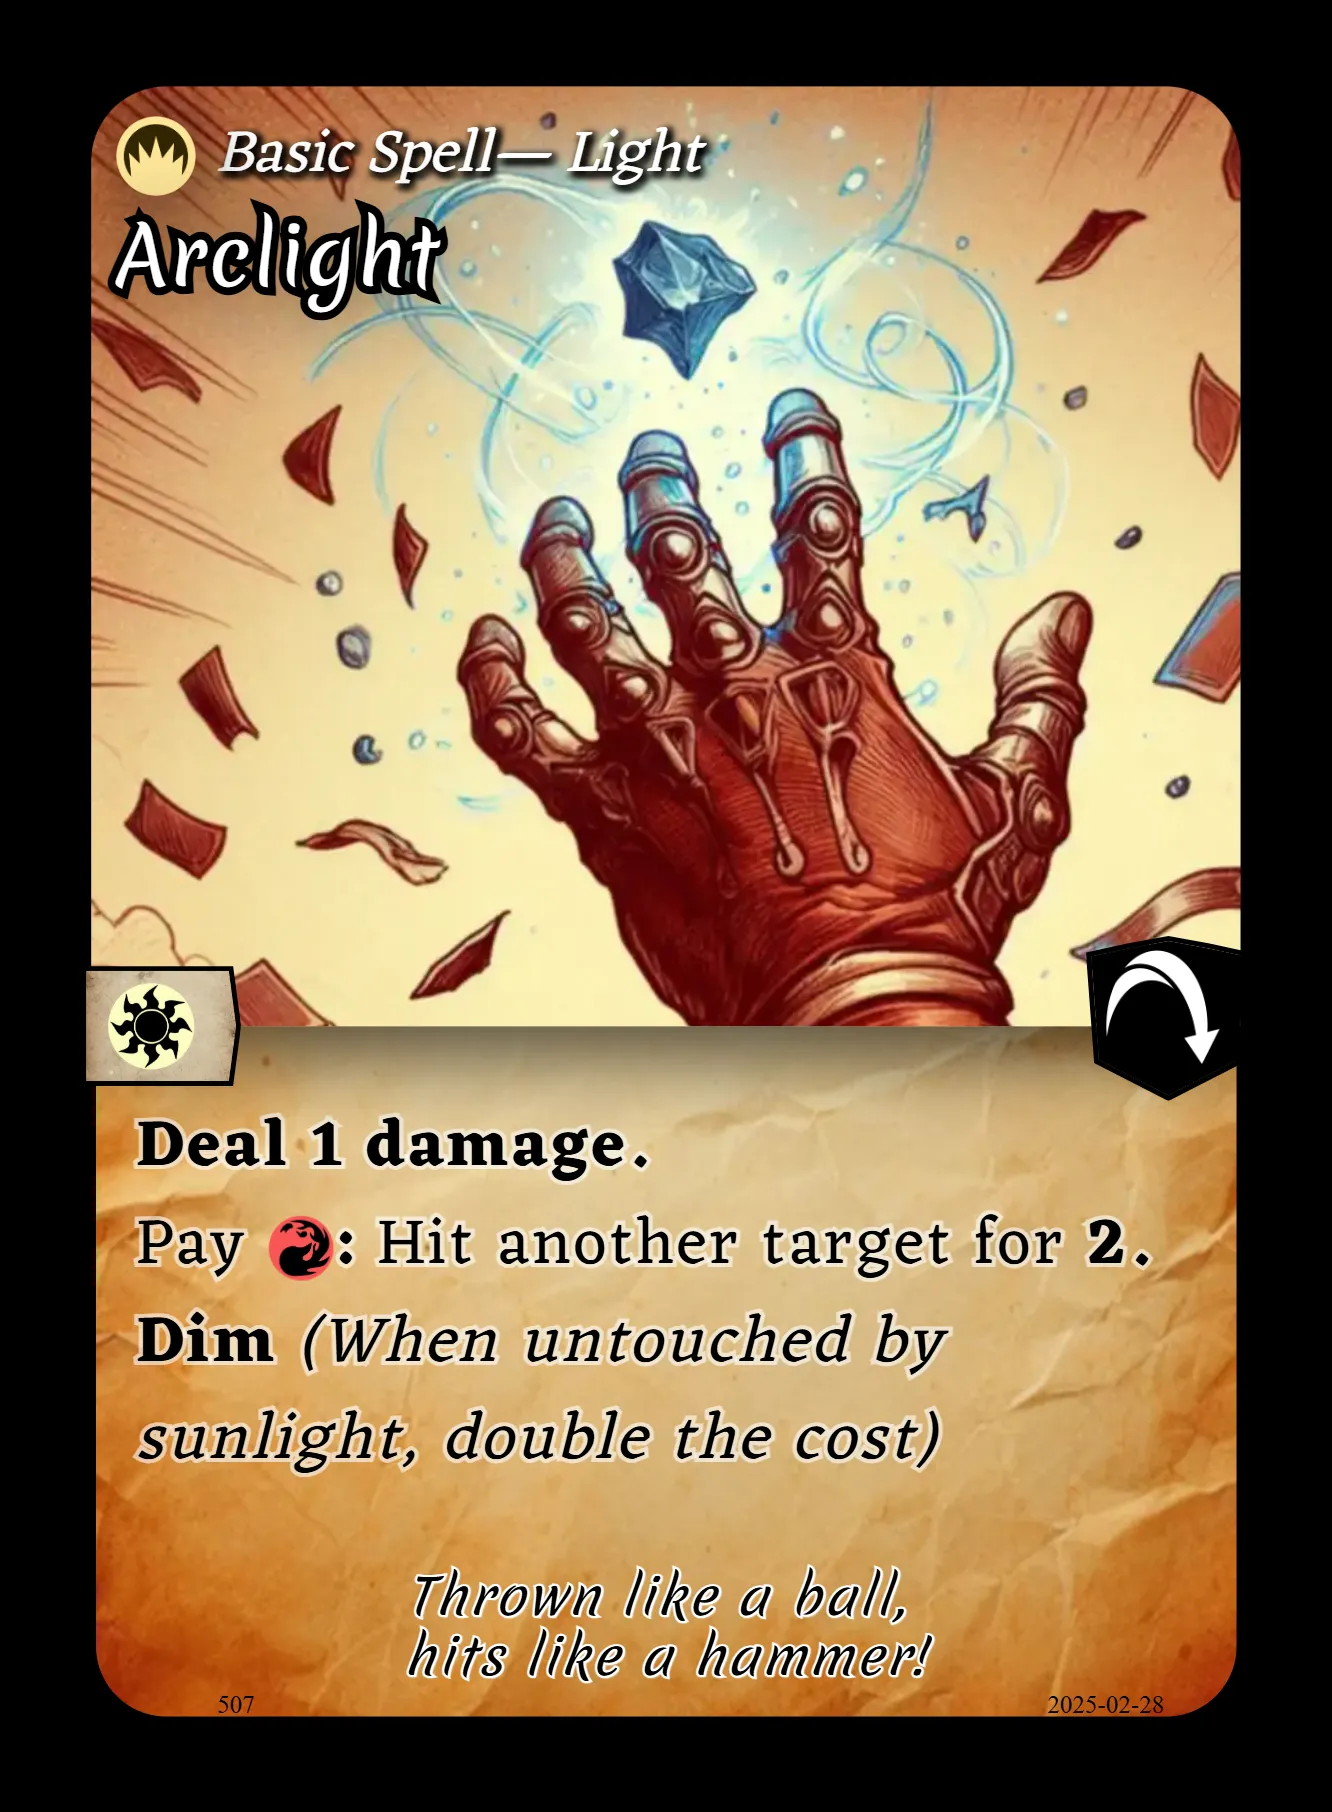 Basic Spell— Light
Arclight
Deal 1 damage.
Pay : Hit another target for 2.
Dim (When untouched by
sunlight, double the cost)
Thrown like a ball,
hits like a hammer!
507
2025-02-28